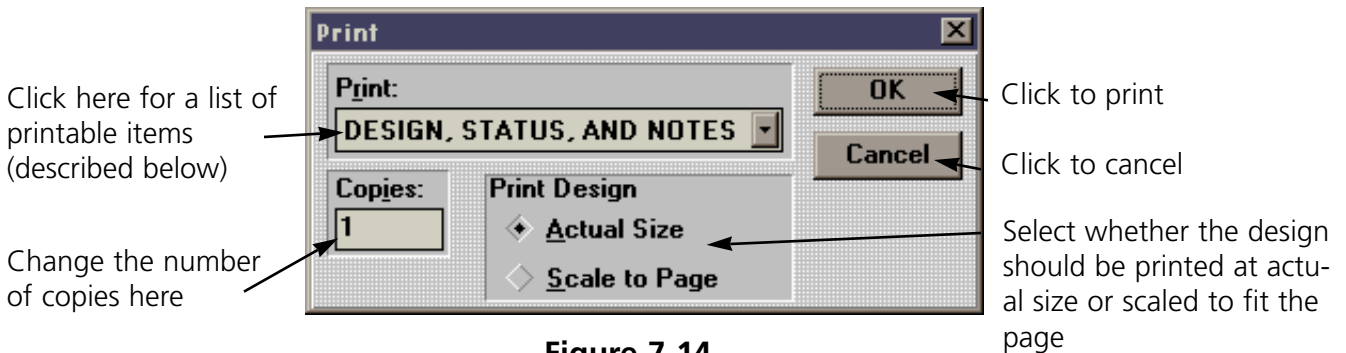 Print
Print:
DESIGN, STATUS, AND NOTES
OK
Cancel
Copies:
1
Print Design
Actual Size
Scale to Page
Click here for a list of
printable items
(described below)
Change the number
of copies here
Click to print
Click to cancel
Select whether the design
should be printed at actu-
al size or scaled to fit the
page
Figure 7-14